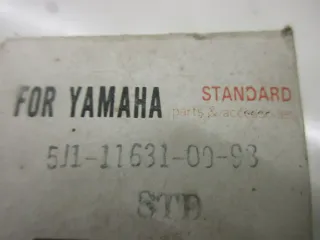 FOR YAMAHA STANDARD
parts & accessories
5J1-11631-00-93
STD